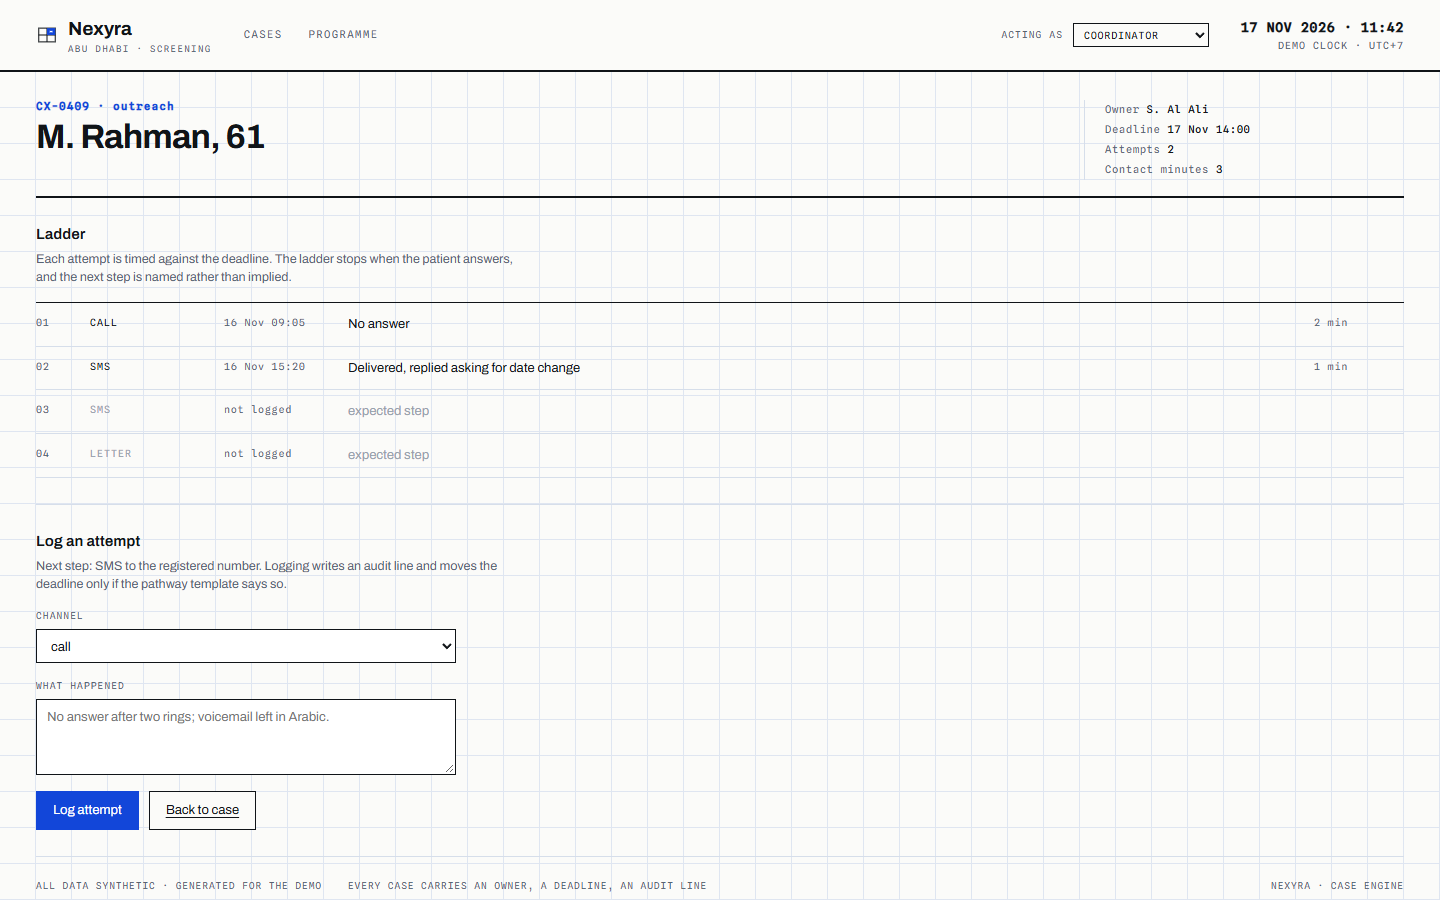 Nexyra
ABU DHABI · SCREENING
CASES PROGRAMME
ACTING AS COORDINATOR
17 NOV 2026 · 11:42
DEMO CLOCK · UTC+7
CX-0409 · outreach
M. Rahman, 61
Owner S. Al Ali
Deadline 17 Nov 14:00
Attempts 2
Contact minutes 3
Ladder
Each attempt is timed against the deadline. The ladder stops when the patient answers,
and the next step is named rather than implied.
01 CALL 16 Nov 09:05 No answer 2 min
02 SMS 16 Nov 15:20 Delivered, replied asking for date change 1 min
03 SMS not logged expected step
04 LETTER not logged expected step
Log an attempt
Next step: SMS to the registered number. Logging writes an audit line and moves the
deadline only if the pathway template says so.
CHANNEL
call
WHAT HAPPENED
No answer after two rings; voicemail left in Arabic.
Log attempt Back to case
ALL DATA SYNTHETIC · GENERATED FOR THE DEMO EVERY CASE CARRIES AN OWNER, A DEADLINE, AN AUDIT LINE NEXYRA · CASE ENGINE